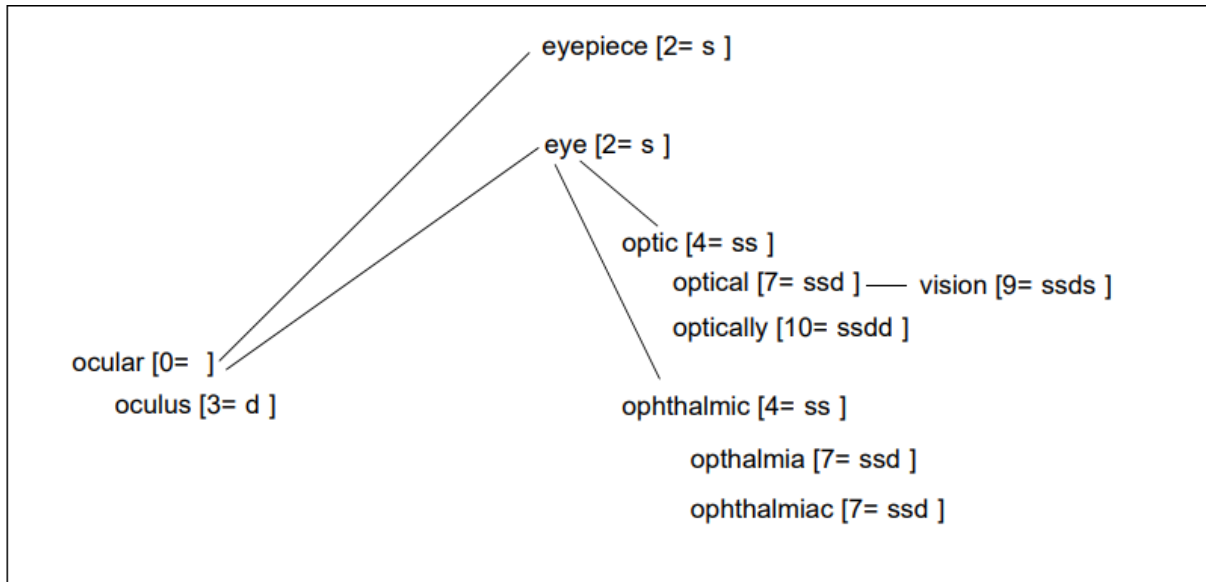 eyepiece [2= s ]
eye [2= s ]
optic [4= ss ]
optical [7= ssd ] vision [9= ssds ]
optically [10= ssdd ]
ocular [0=  ]
oculus [3= d ]
ophthalmic [4= ss ]
opthalmia [7= ssd ]
ophthalmiac [7= ssd ]